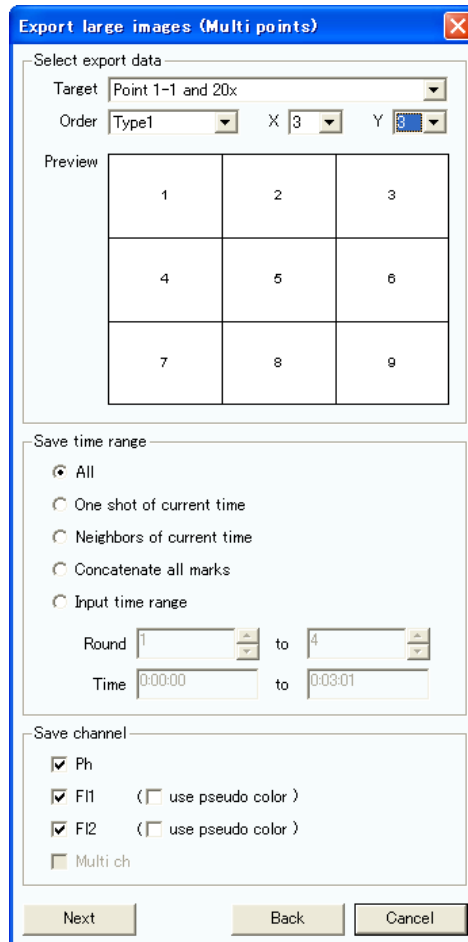 Export large images (Multi points)
Select export data
Target Point 1-1 and 20x
Order Type1 X 3 Y 3
Preview
1 2 3
4 5 6
7 8 9
Save time range
All
One shot of current time
Neighbors of current time
Concatenate all marks
Input time range
Round 1 to 4
Time 0:00:00 to 0:03:01
Save channel
Ph
Fl1 ( use pseudo color )
Fl2 ( use pseudo color )
Multi ch
Next Back Cancel